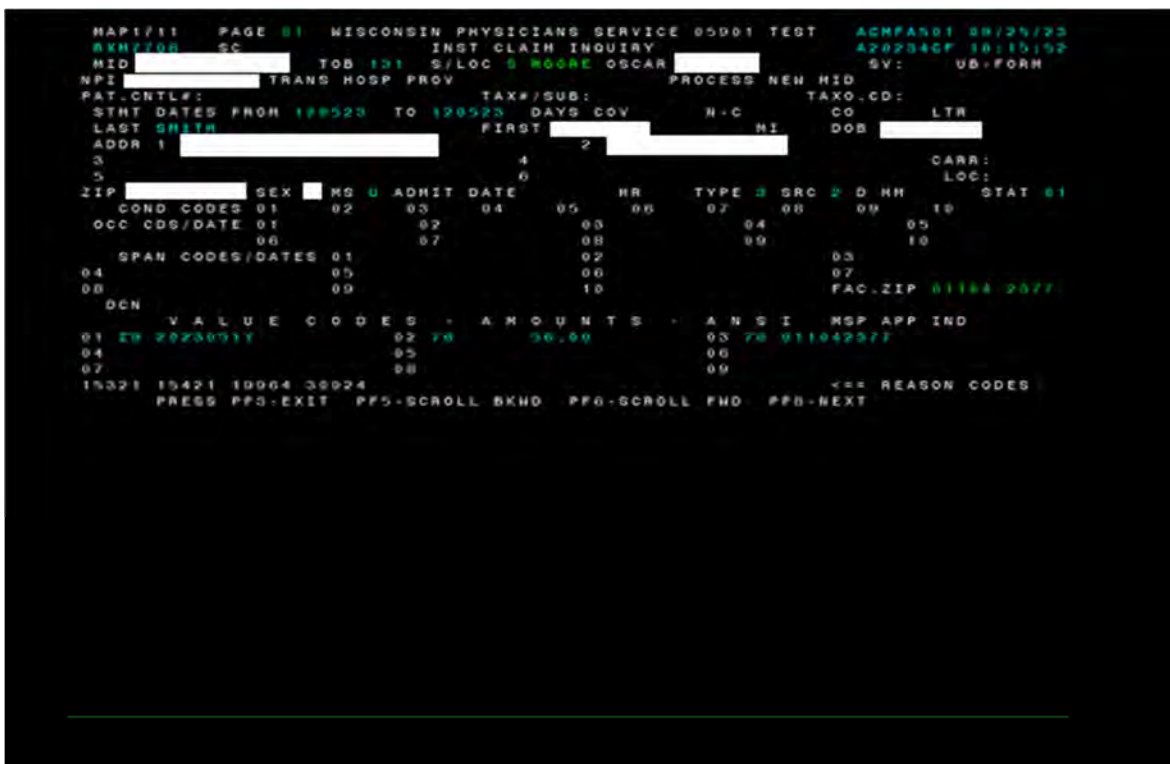 MAP1711 PAGE 01 WISCONSIN PHYSICIANS SERVICE 05901 TEST ACMFAS01 09/25/23
RXM7708 SC INST CLAIM INQUIRY A20234CF 10:15:52
MID TOB 131 S/LOC S MOORE OSCAR SV: UB-FORM
NPI TRANS HOSP PROV PROCESS NEW MID
PAT.CNTL#: TAX#/SUB: TAXO.CD:
STMT DATES FROM TO 120523 DAYS COV N-C CO LTR
LAST SMITH FIRST MI DOB
ADDR 1 2
3 4 CARR:
5 6 LOC:
ZIP SEX MS U ADMIT DATE HR TYPE 3 SRC 2 D HM STAT 01
COND CODES 01 02 03 04 05 06 07 08 09 10
OCC CDS/DATE 01 02 03 04 05
06 07 08 09 10
SPAN CODES/DATES 01 02 03
04 05 06 07
08 09 10 FAC.ZIP
DCN
V A L U E C O D E S - A M O U N T S - A N S I MSP APP IND
01 02 03
04 05 06
07 08 09
15321 15421 19964 30924 <== REASON CODES
PRESS PF3-EXIT PF5-SCROLL BKWD PF6-SCROLL FWD PF8-NEXT